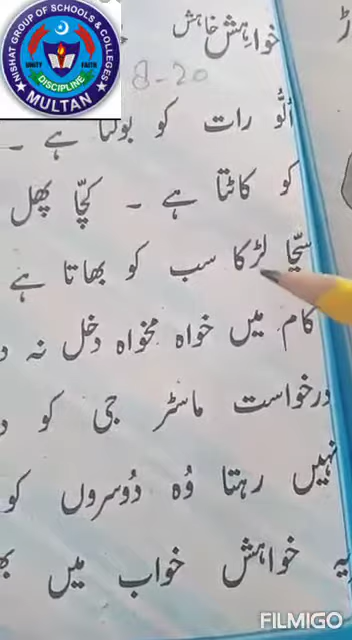 NISHAT GROUP OF SCHOOLS & COLLEGES
UNITY FAITH
DISCIPLINE
MULTAN
خواہِش خاہش
8-20
اُلُّو رات کو بولتا ہے ۔
کو کاٹتا ہے ۔ کچّا پھل
سچّا لڑکا سب کو بھاتا ہے
کام میں خواہ مخواہ دخل نہ
درخواست ماسٹر جی کو
نہیں رہتا وُہ دُوسروں کو
یہ خواہش خواب میں
FILMIGO